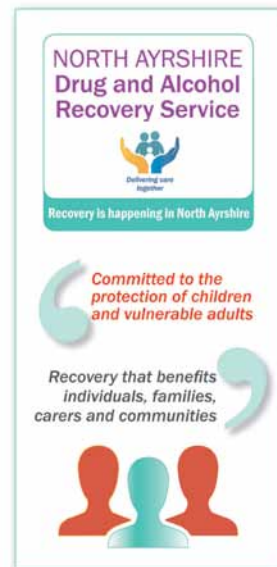 NORTH AYRSHIRE
Drug and Alcohol
Recovery Service
Delivering care
together
Recovery is happening in North Ayrshire
Committed to the
protection of children
and vulnerable adults
Recovery that benefits
individuals, families,
carers and communities